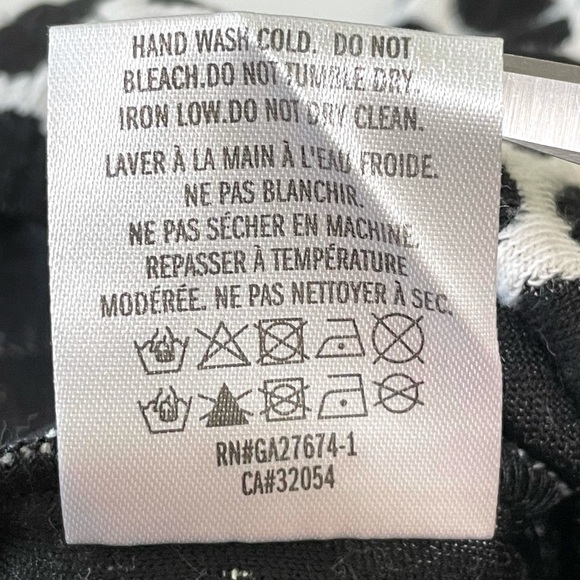 HAND WASH COLD. DO NOT
BLEACH.DO NOT TUMBLE DRY.
IRON LOW.DO NOT DRY CLEAN.
LAVER À LA MAIN À L'EAU FROIDE.
NE PAS BLANCHIR.
NE PAS SÉCHER EN MACHINE.
REPASSER À TEMPÉRATURE
MODÉRÉE. NE PAS NETTOYER À SEC.
RN#GA27674-1
CA#32054